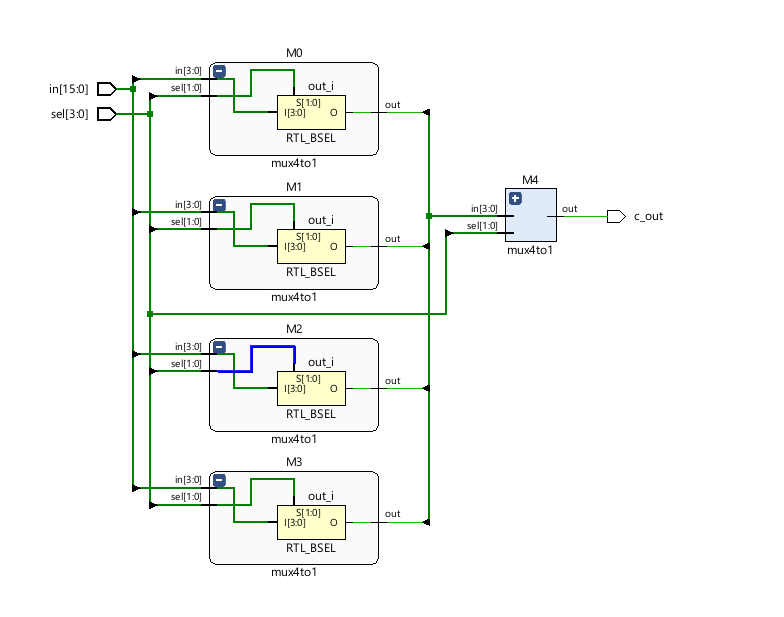 M0
in[3:0]
sel[1:0]
out_i
S[1:0]
I[3:0] O
RTL_BSEL
out
mux4to1
in[15:0]
sel[3:0]
M1
in[3:0]
sel[1:0]
out_i
S[1:0]
I[3:0] O
RTL_BSEL
out
mux4to1
M4
in[3:0]
sel[1:0]
out
mux4to1
c_out
M2
in[3:0]
sel[1:0]
out_i
S[1:0]
I[3:0] O
RTL_BSEL
out
mux4to1
M3
in[3:0]
sel[1:0]
out_i
S[1:0]
I[3:0] O
RTL_BSEL
out
mux4to1